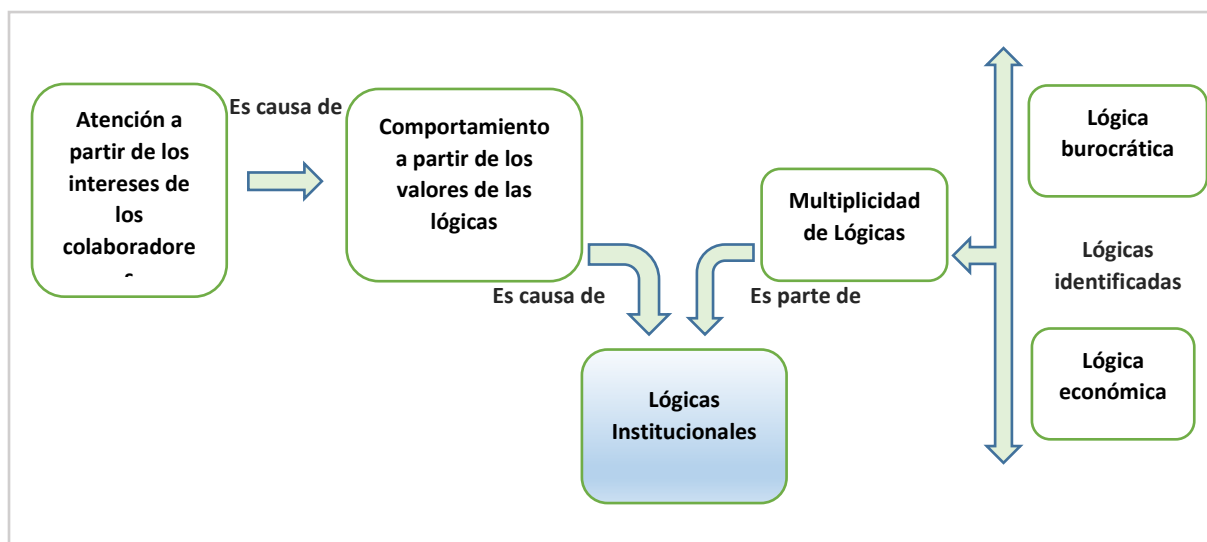 Atención a
partir de los
intereses de
los
colaboradore
Es causa de
Comportamiento
a partir de los
valores de las
lógicas
Es causa de
Multiplicidad
de Lógicas
Es parte de
Lógicas
Institucionales
Lógica
burocrática
Lógicas
identificadas
Lógica
económica